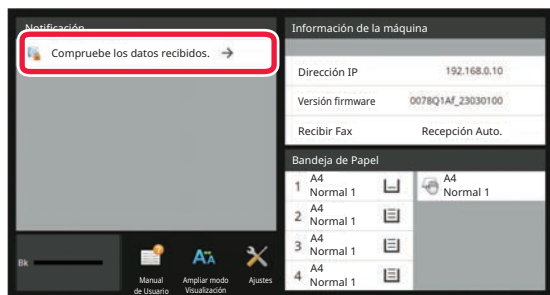 Notificación
Compruebe los datos recibidos. →
Información de la máquina
Dirección IP 192.168.0.10
Versión firmware 0078Q1Af_23030100
Recibir Fax Recepción Auto.
Bandeja de Papel
1 A4
Normal 1
A4
Normal 1
2 A4
Normal 1
3 A4
Normal 1
4 A4
Normal 1
Bk
Manual
de Usuario
Ampliar modo
Visualización
Ajustes